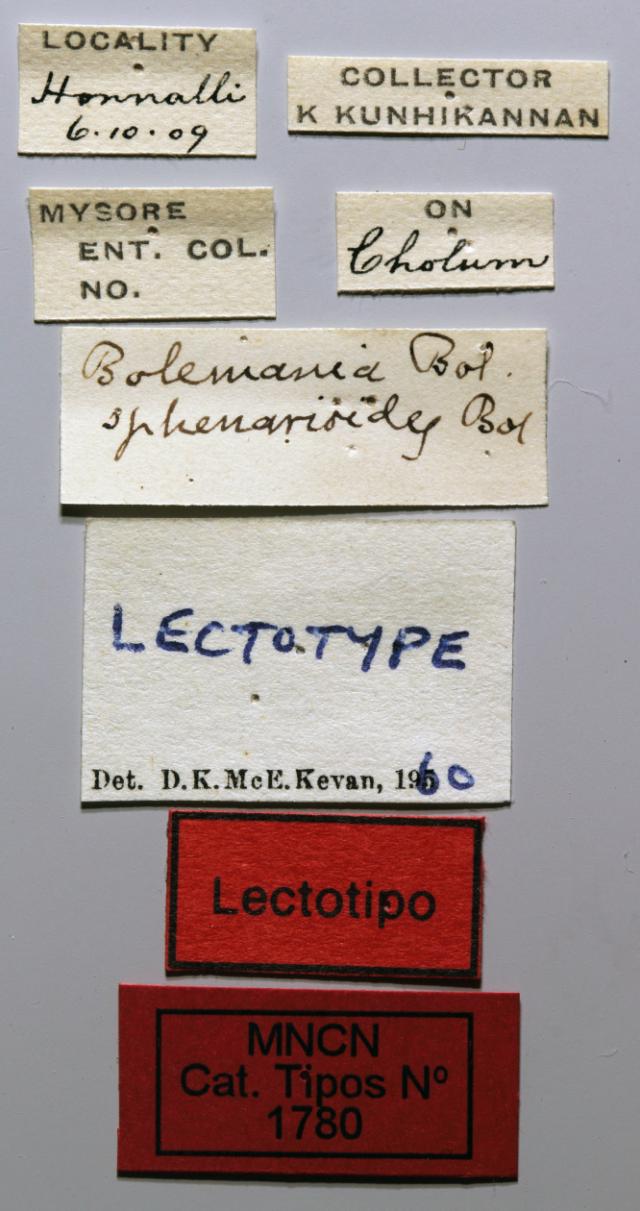 LOCALITY
Honnalli
6.10.09
COLLECTOR
K KUNHIKANNAN
MYSORE
ENT. COL.
NO.
ON
Cholum
Bolemania Bol.
sphenarioides Bol
LECTOTYPE
Det. D.K.McE.Kevan, 1960
Lectotipo
MNCN
Cat. Tipos Nº
1780